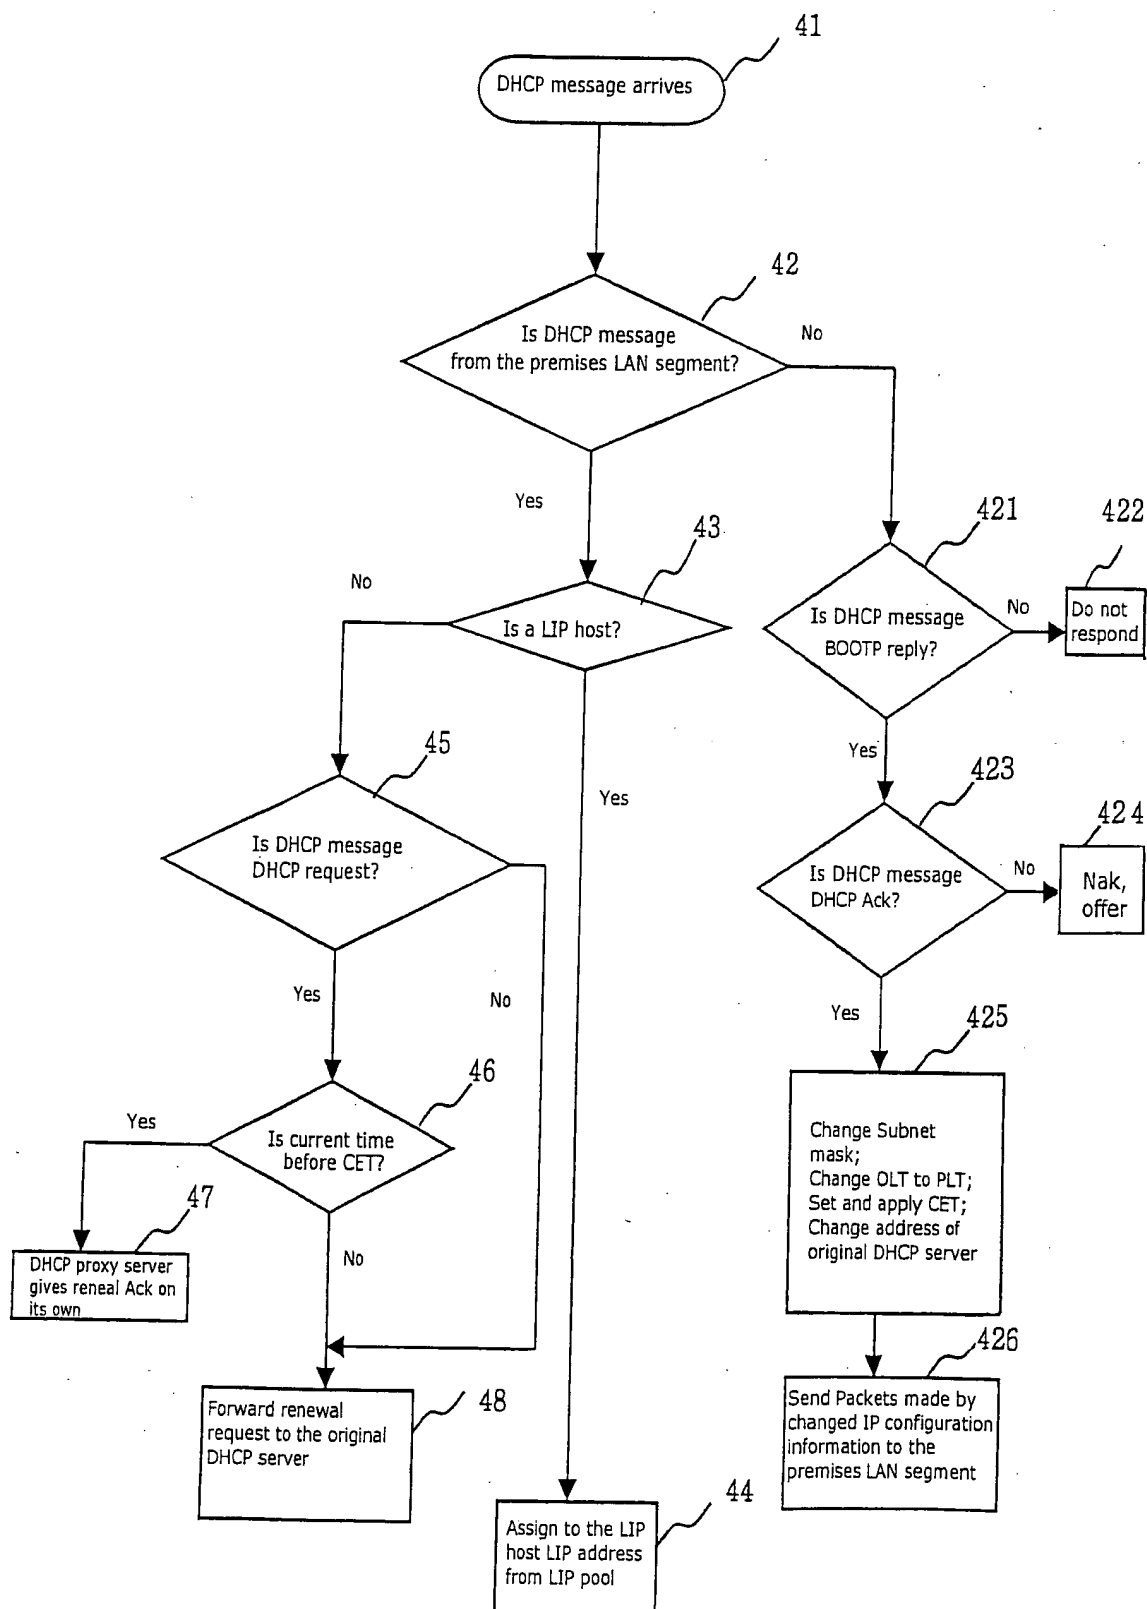 41
DHCP message arrives
42
Is DHCP message
from the premises LAN segment?
No
Yes
43
421
422
No
Is a LIP host?
Is DHCP message
BOOTP reply?
No
Do not
respond
45
Yes
Yes
423
424
Is DHCP message
DHCP request?
Is DHCP message
DHCP Ack?
No
Nak,
offer
Yes
No
Yes
425
46
Yes
Is current time
before CET?
Change Subnet
mask;
Change OLT to PLT;
Set and apply CET;
Change address of
original DHCP server
47
No
DHCP proxy server
gives reneal Ack on
its own
426
48
Forward renewal
request to the original
DHCP server
Send Packets made by
changed IP configuration
information to the
premises LAN segment
44
Assign to the LIP
host LIP address
from LIP pool